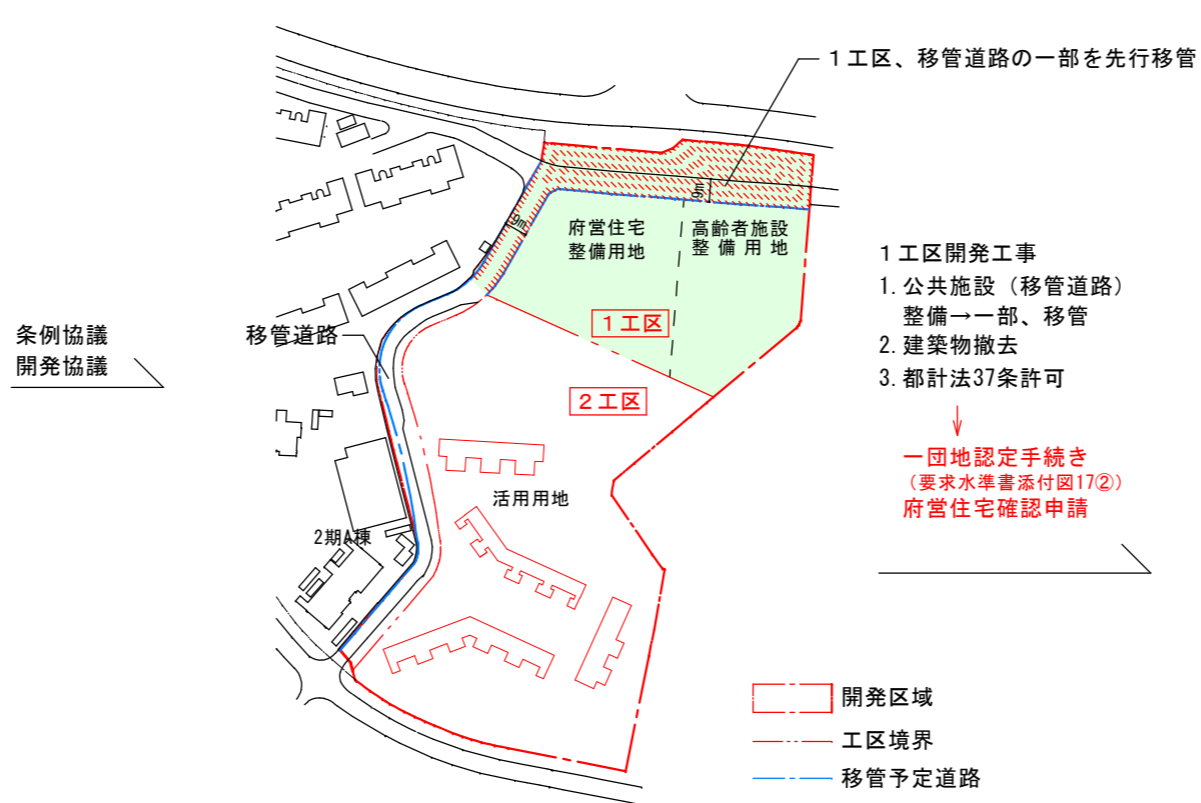 1工区、移管道路の一部を先行移管
9m
9m
府営住宅
整備用地
高齢者施設
整備用地
1工区
2工区
条例協議
開発協議
移管道路
活用用地
2期A棟
1工区開発工事
1. 公共施設(移管道路)
整備→一部、移管
2. 建築物撤去
3. 都計法37条許可
↓
一団地認定手続き
(要求水準書添付図17②)
府営住宅確認申請
開発区域
工区境界
移管予定道路